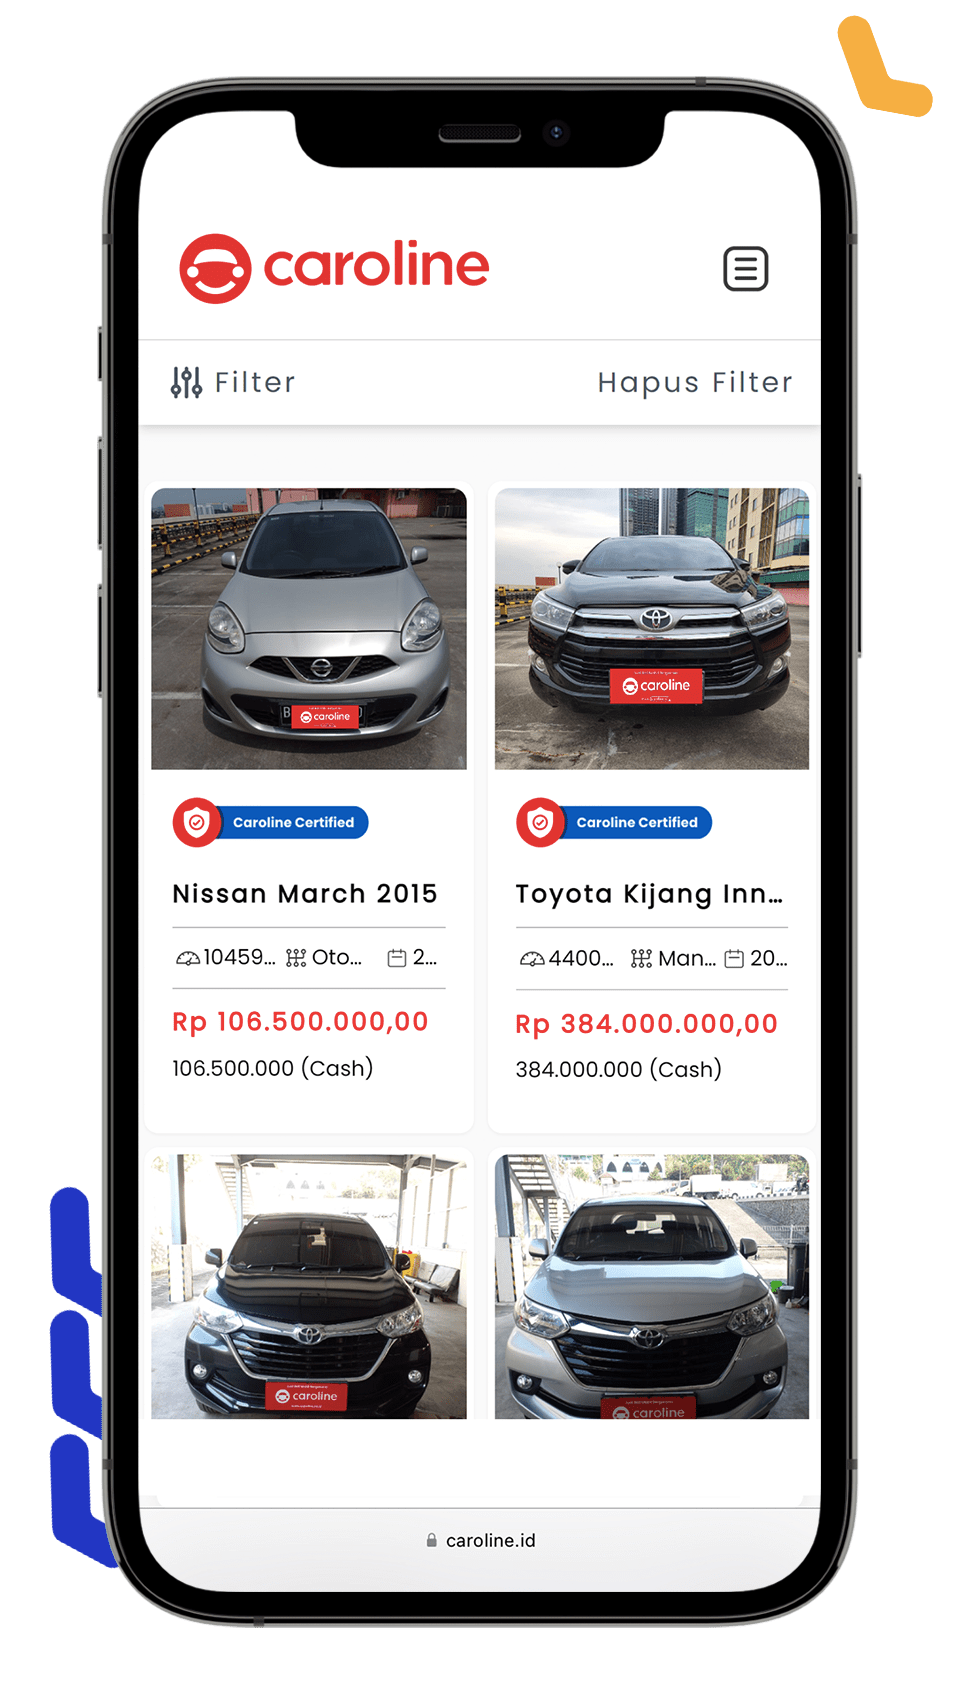 caroline
Filter
Hapus Filter
B caroline D
caroline
Caroline Certified
Caroline Certified
Nissan March 2015
Toyota Kijang Inn...
10459... Oto... 2...
4400... Man... 20...
Rp 106.500.000,00
Rp 384.000.000,00
106.500.000 (Cash)
384.000.000 (Cash)
caroline
caroline
caroline.id